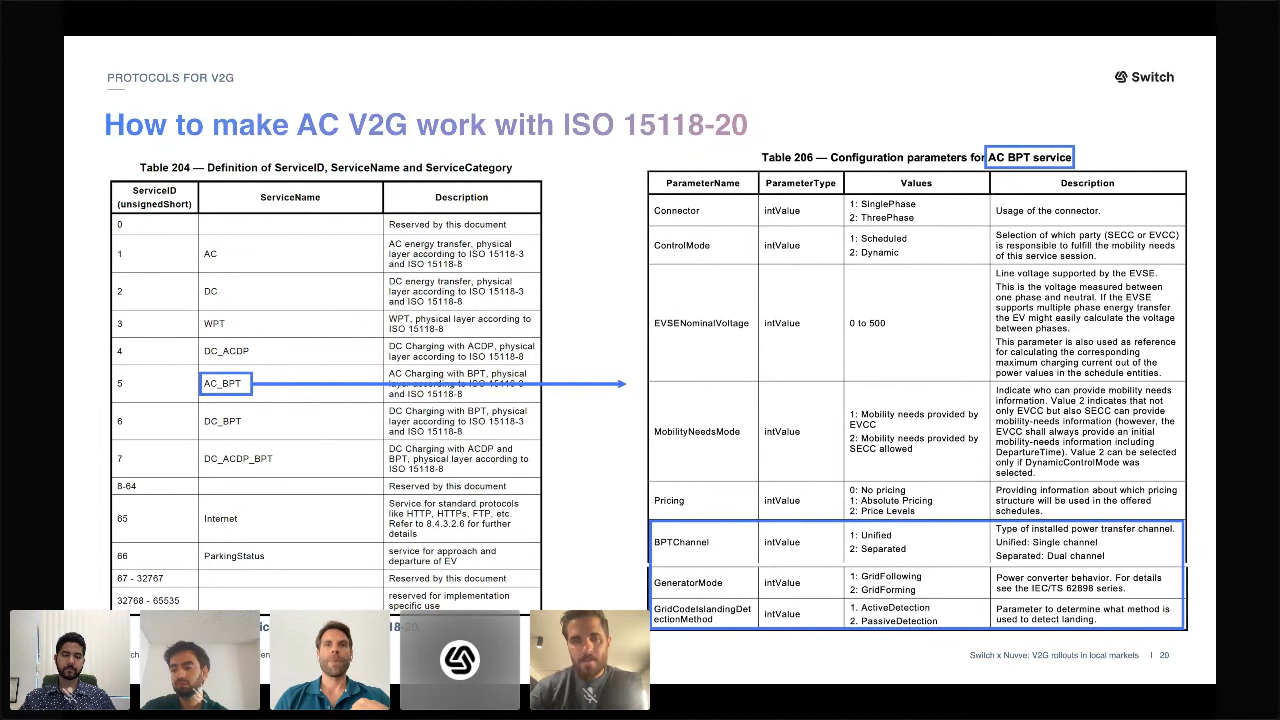 PROTOCOLS FOR V2G
Switch
How to make AC V2G work with ISO 15118-20
Table 204 — Definition of ServiceID, ServiceName and ServiceCategory
ServiceID
(unsignedShort)
ServiceName
Description
0
Reserved by this document
1
AC
AC energy transfer, physical
layer according to ISO 15118-3
and ISO 15118-8
2
DC
DC energy transfer, physical
layer according to ISO 15118-3
and ISO 15118-8
3
WPT
WPT, physical layer according to
ISO 15118-8
4
DC_ACDP
DC Charging with ACDP, physical
layer according to ISO 15118-8
5
AC_BPT
AC Charging with BPT, physical
layer according to ISO 15118-3
and ISO 15118-8
6
DC_BPT
DC Charging with BPT, physical
layer according to ISO 15118-3
and ISO 15118-8
7
DC_ACDP_BPT
DC Charging with ACDP and
BPT, physical layer according to
ISO 15118-8
8-64
Reserved by this document
65
Internet
Service for standard protocols
like HTTP, HTTPs, FTP, etc.
Refer to 8.4.3.2.6 for further
details
66
ParkingStatus
service for approach and
departure of EV
67 - 32767
Reserved by this document
32768 - 65535
reserved for implementation
specific use
Table 206 — Configuration parameters for AC BPT service
ParameterName
ParameterType
Values
Description
Connector
intValue
1: SinglePhase
2: ThreePhase
Usage of the connector.
ControlMode
intValue
1: Scheduled
2: Dynamic
Selection of which party (SECC or EVCC)
is responsible to fulfill the mobility needs
of this service session.
EVSENominalVoltage
intValue
0 to 500
Line voltage supported by the EVSE.
This is the voltage measured between
one phase and neutral. If the EVSE
supports multiple phase energy transfer
the EV might easily calculate the voltage
between phases.
This parameter is also used as reference
for calculating the corresponding
maximum charging current out of the
power values in the schedule entities.
MobilityNeedsMode
intValue
1: Mobility needs provided by
EVCC
2: Mobility needs provided by
SECC allowed
Indicate who can provide mobility needs
information. Value 2 indicates that not
only EVCC but also SECC can provide
mobility-needs information (however, the
EVCC shall always provide an initial
mobility-needs information including
DepartureTime). Value 2 can be selected
only if DynamicControlMode was
selected.
Pricing
intValue
0: No pricing
1: Absolute Pricing
2: Price Levels
Providing information about which pricing
structure will be used in the offered
schedules.
BPTChannel
intValue
1: Unified
2: Separated
Type of installed power transfer channel.
Unified: Single channel
Separated: Dual channel
GeneratorMode
intValue
1: GridFollowing
2: GridForming
Power converter behavior. For details
see the IEC/TS 62898 series.
GridCodeIslandingDet
ectionMethod
intValue
1. ActiveDetection
2. PassiveDetection
Parameter to determine what method is
used to detect landing.
Switch x Nuvve: V2G rollouts in local markets | 20